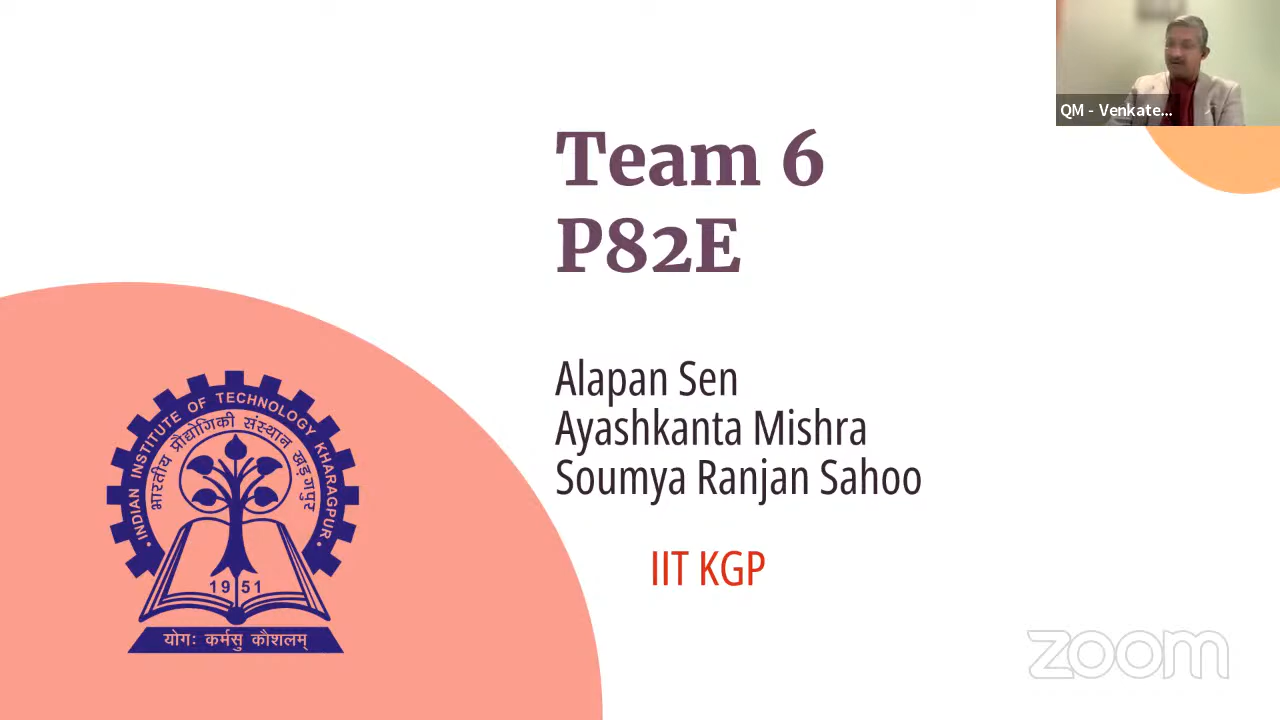 QM - Venkate...
Team 6
P82E
Alapan Sen
Ayashkanta Mishra
Soumya Ranjan Sahoo
IIT KGP
INDIAN INSTITUTE OF TECHNOLOGY KHARAGPUR
भारतीय प्रौद्योगिकी संस्थान खड़गपुर
1951
योगः कर्मसु कौशलम्
zoom